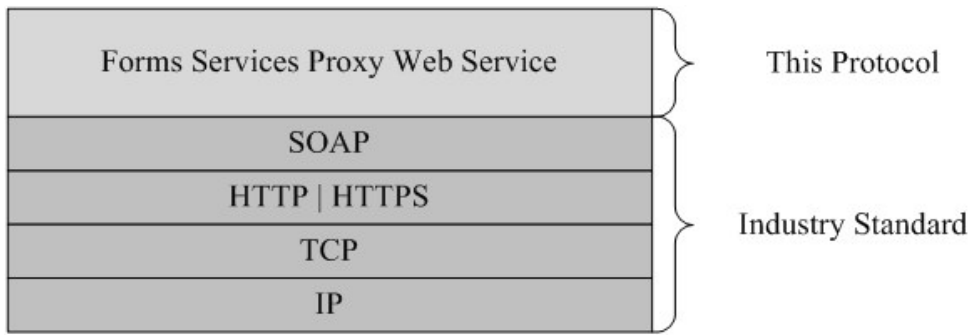 Forms Services Proxy Web Service
This Protocol
SOAP
HTTP | HTTPS
TCP
IP
Industry Standard